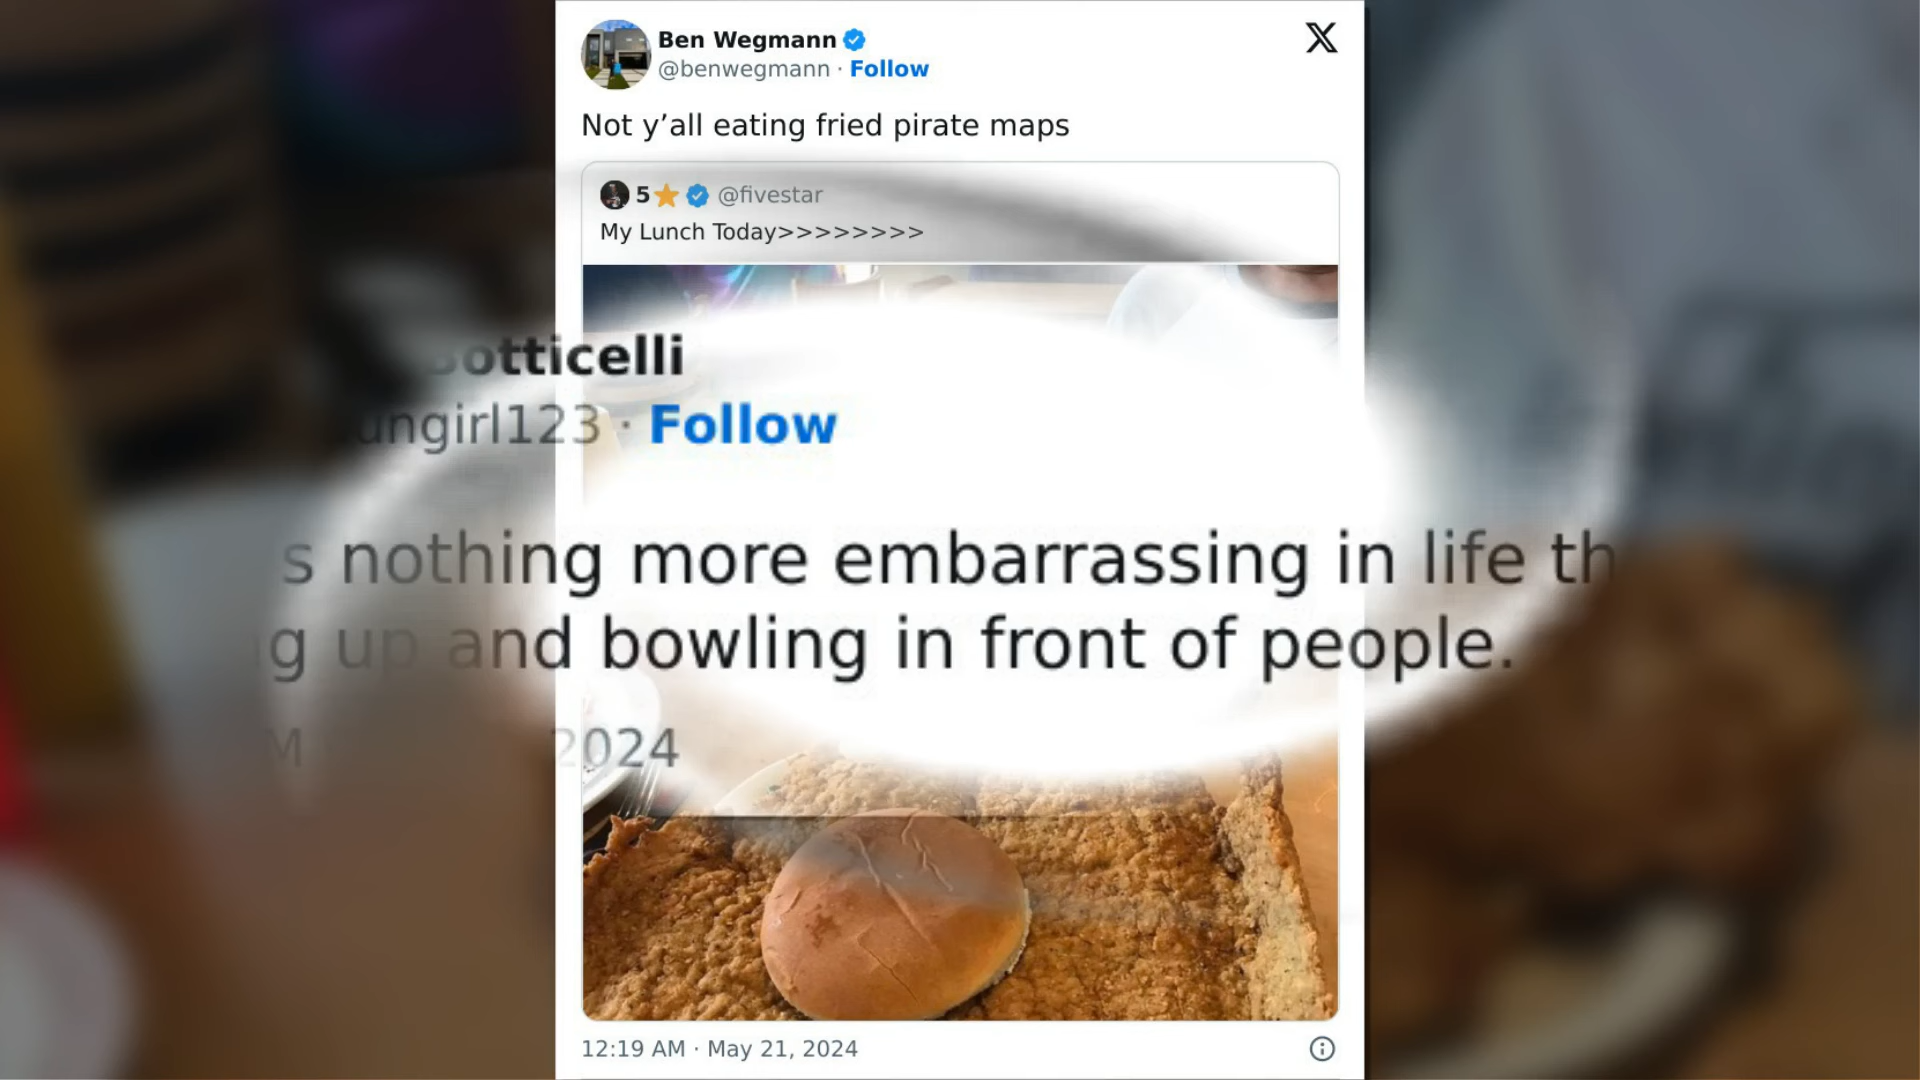 Ben Wegmann
@benwegmann · Follow
Not y’all eating fried pirate maps
5 @fivestar
My Lunch Today>>>>>>>>
Botticelli
ngirl123 · Follow
s nothing more embarrassing in life th
g up and bowling in front of people.
M 2024
12:19 AM · May 21, 2024